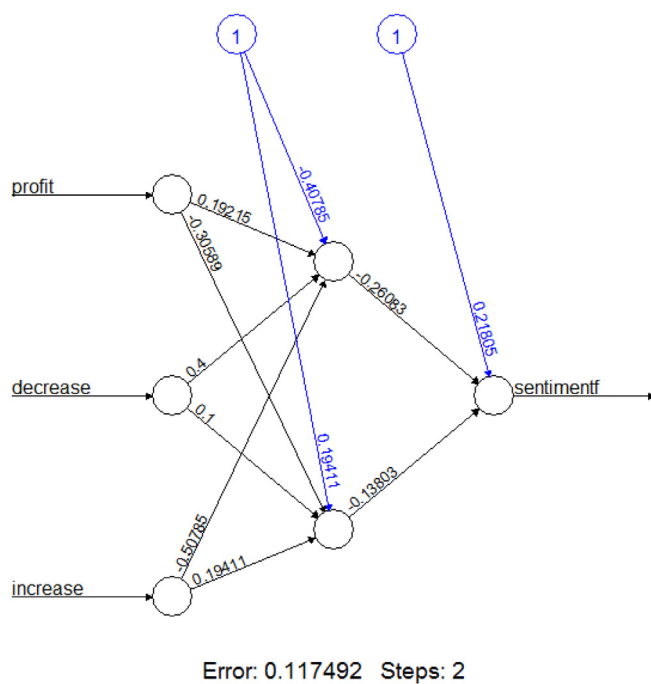 1
1
profit
0.19215
-0.30589
-0.40785
-0.26083
0.21805
decrease
0.4
0.1
sentimentf
0.19411
-0.13803
-0.50785
0.19411
increase
Error: 0.117492 Steps: 2